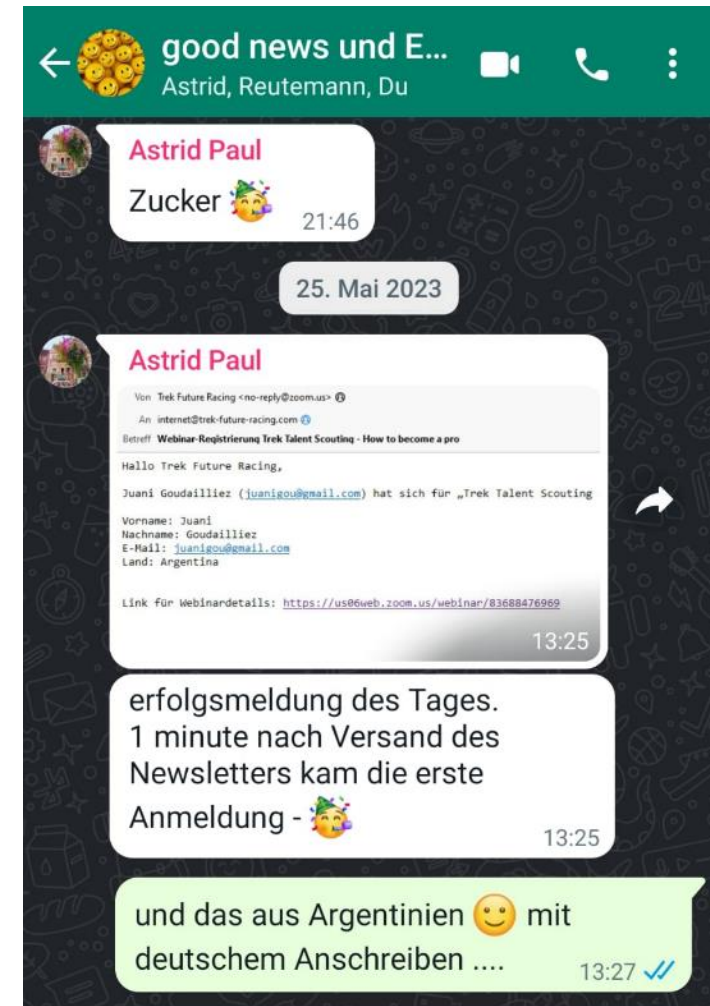 good news und E...
Astrid, Reutemann, Du
Astrid Paul
Zucker 🥳
21:46
25. Mai 2023
Astrid Paul
Von Trek Future Racing <no-reply@zoom.us>
An internet@trek-future-racing.com
Betreff Webinar-Registrierung Trek Talent Scouting - How to become a pro
Hallo Trek Future Racing,
Juani Goudailliez (juanigou@gmail.com) hat sich für „Trek Talent Scouting
Vorname: Juani
Nachname: Goudailliez
E-Mail: juanigou@gmail.com
Land: Argentina
Link für Webinardetails: https://us06web.zoom.us/webinar/83688476969
13:25
erfolgsmeldung des Tages.
1 minute nach Versand des
Newsletters kam die erste
Anmeldung - 🥳
13:25
und das aus Argentinien 🙂 mit
deutschem Anschreiben ....
13:27